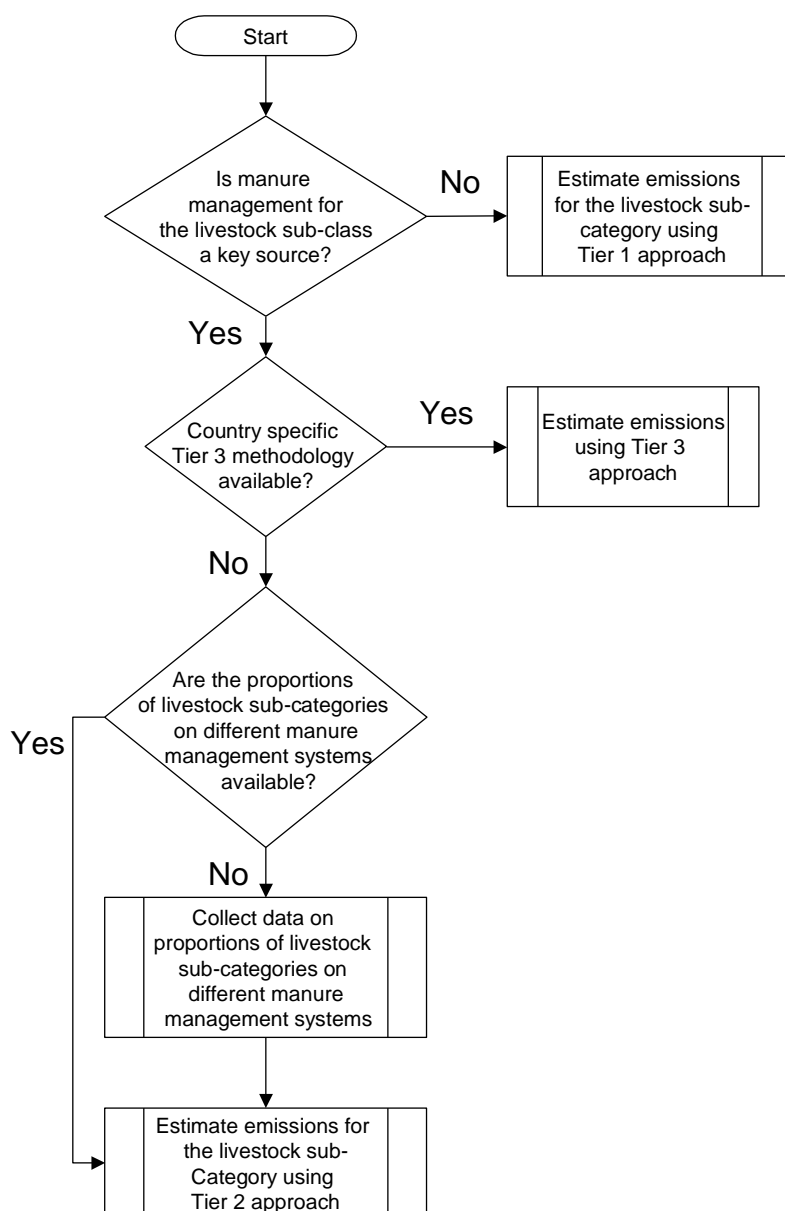 Start
Is manure
management for
the livestock sub-class
a key source?
No
Estimate emissions
for the livestock sub-
category using
Tier 1 approach
Yes
Country specific
Tier 3 methodology
available?
Yes
Estimate emissions
using Tier 3
approach
No
Are the proportions
of livestock sub-categories
on different manure
management systems
available?
Yes
No
Collect data on
proportions of livestock
sub-categories on
different manure
management systems
Estimate emissions for
the livestock sub-
Category using
Tier 2 approach